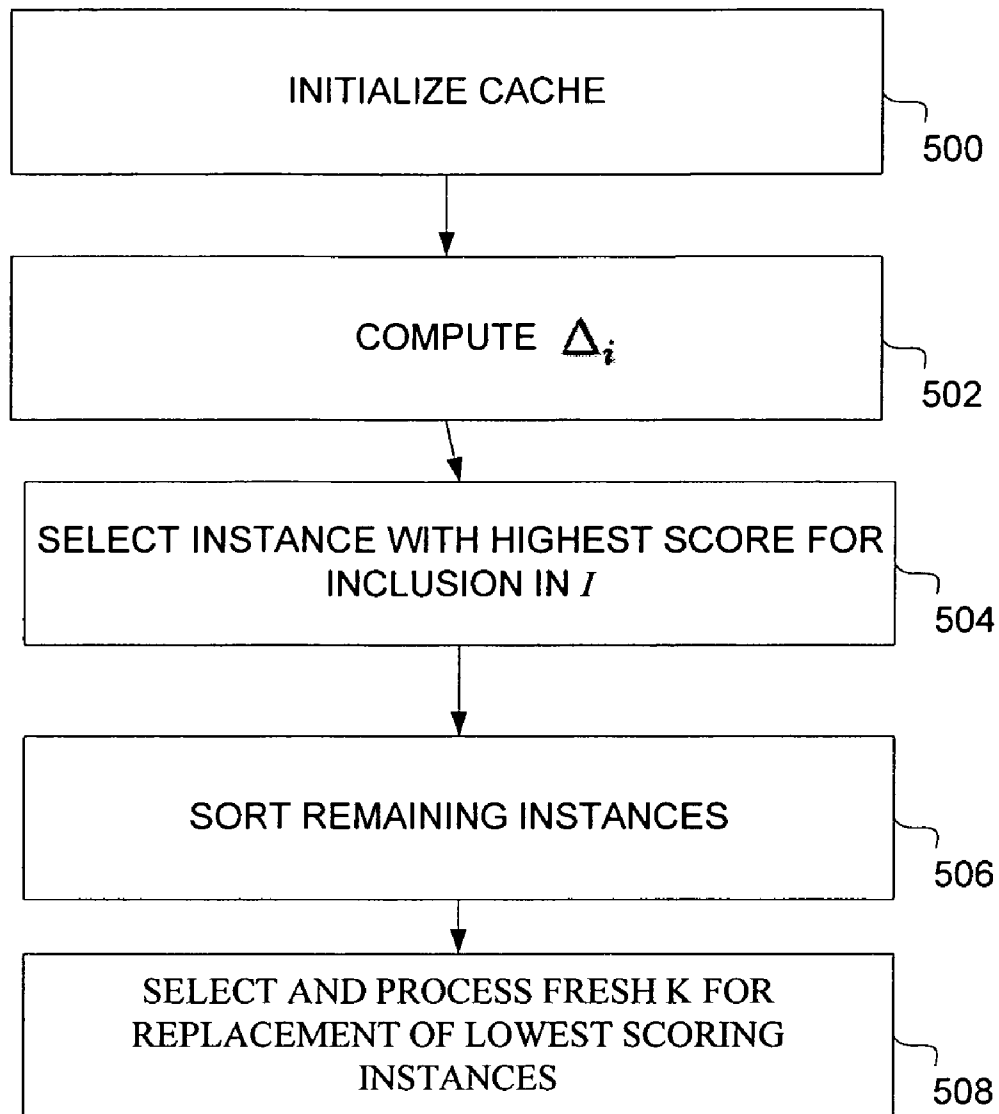 INITIALIZE CACHE
500
COMPUTE Δi
502
SELECT INSTANCE WITH HIGHEST SCORE FOR
INCLUSION IN I
504
SORT REMAINING INSTANCES
506
SELECT AND PROCESS FRESH K FOR
REPLACEMENT OF LOWEST SCORING
INSTANCES
508